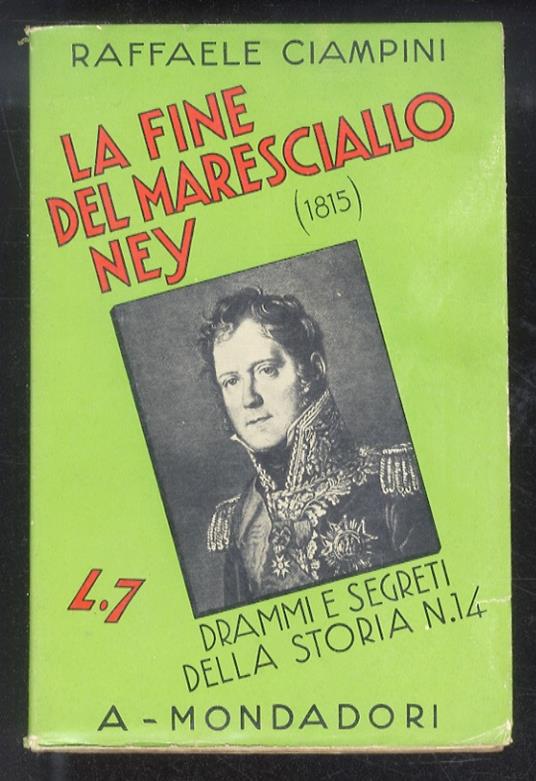 RAFFAELE CIAMPINI
LA FINE
DEL MARESCIALLO
NEY
(1815)
L.7
DRAMMI E SEGRETI
DELLA STORIA N.14
A - MONDADORI